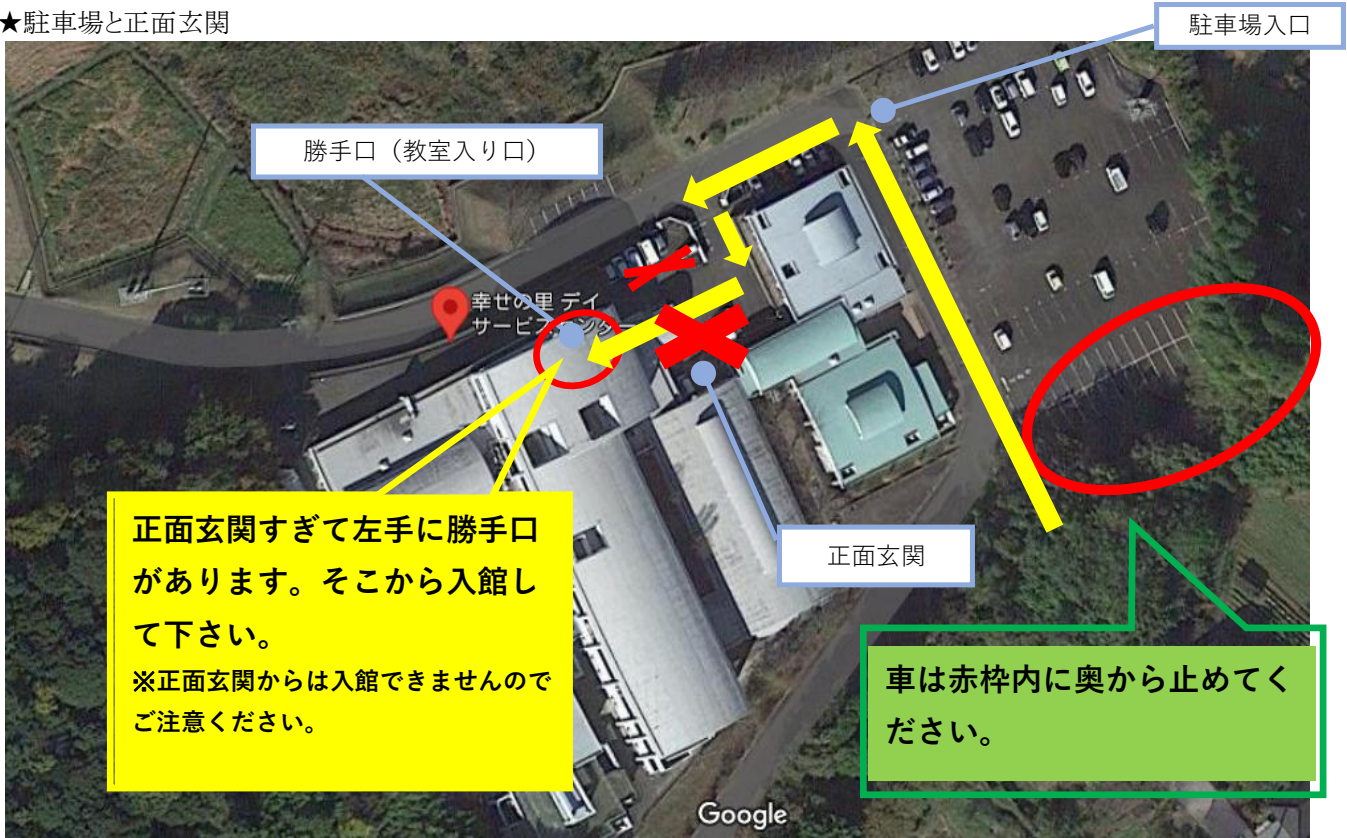 ★駐車場と正面玄関
駐車場入口
勝手口（教室入り口）
幸せの里 デイ
サービスセンター
正面玄関すぎて左手に勝手口
があります。そこから入館し
て下さい。
※正面玄関からは入館できませんので
ご注意ください。
正面玄関
車は赤枠内に奥から止めてく
ださい。
Google